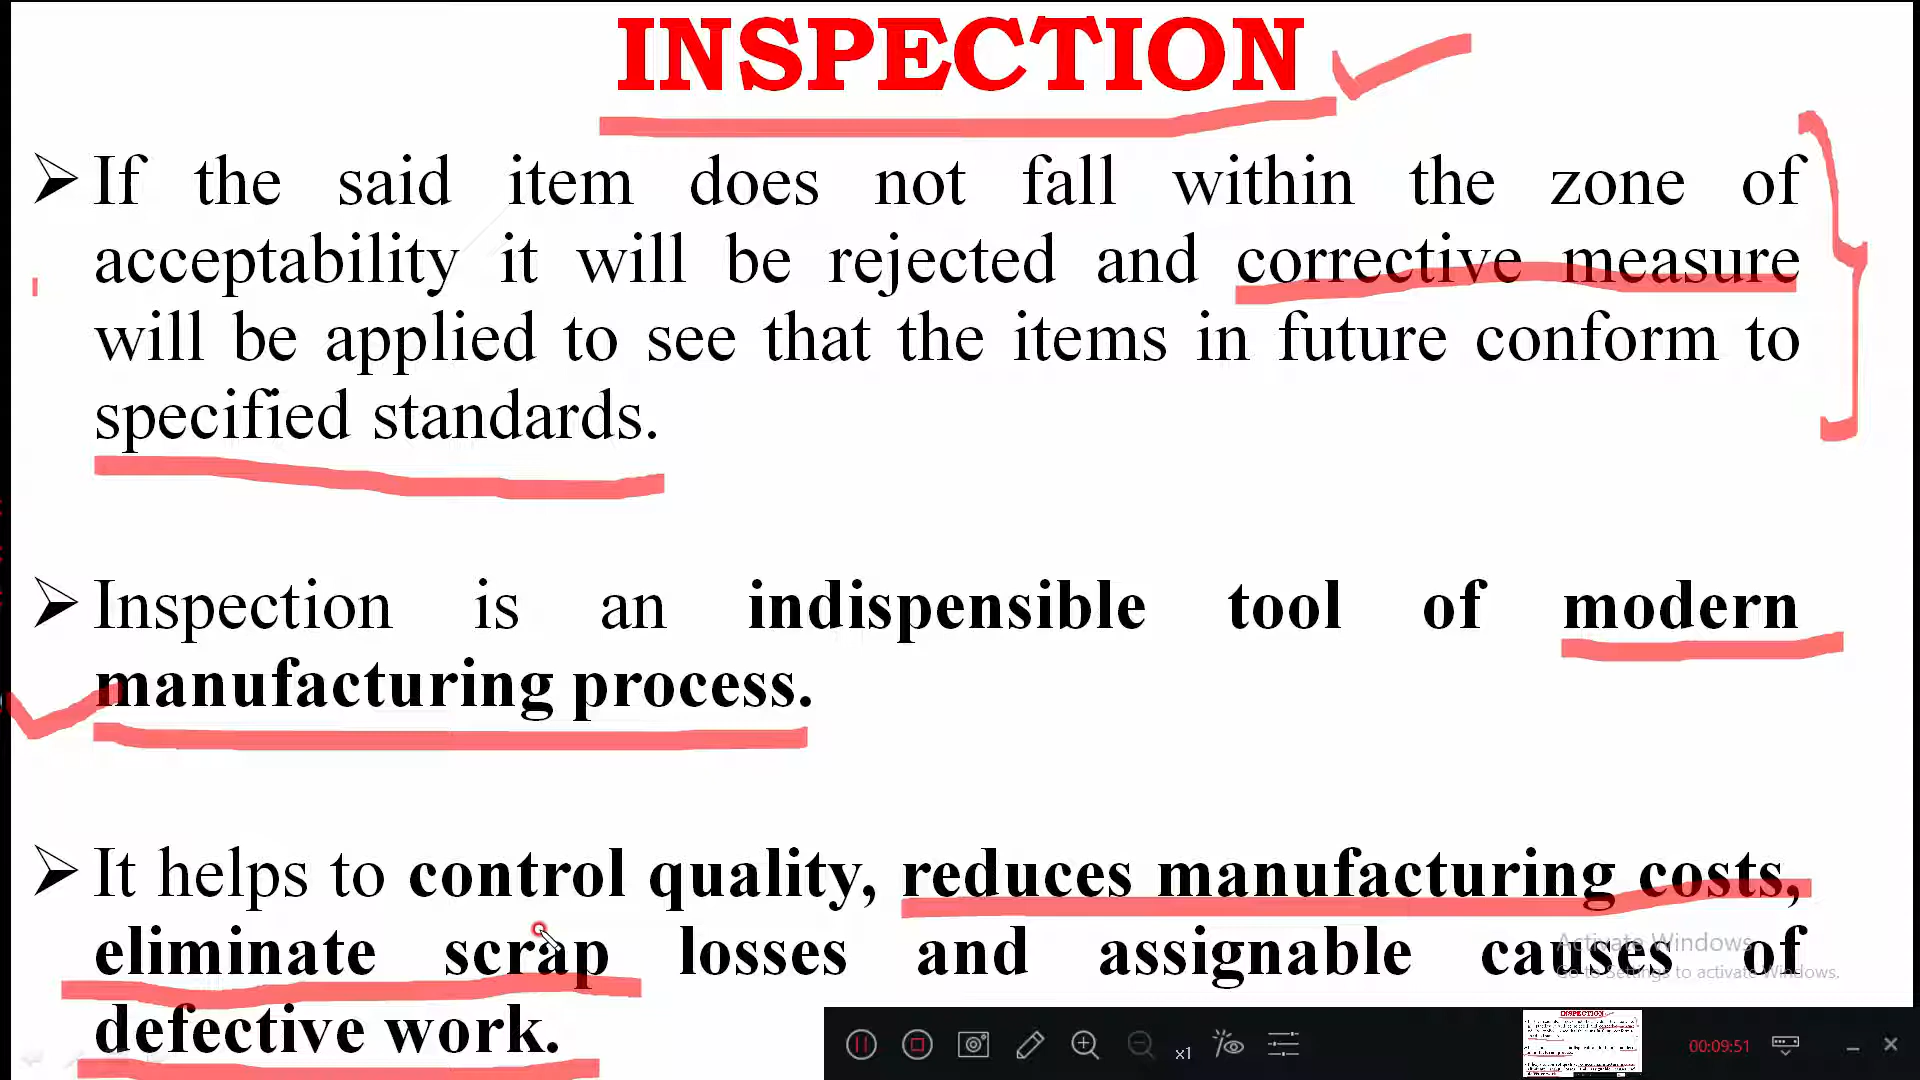 INSPECTION
If the said item does not fall within the zone of
acceptability it will be rejected and corrective measure
will be applied to see that the items in future conform to
specified standards.
Inspection is an indispensible tool of modern
manufacturing process.
It helps to control quality, reduces manufacturing costs,
eliminate scrap losses and assignable causes of
defective work.
Activate Windows
Go to Settings to activate Windows.
x1
00:09:51